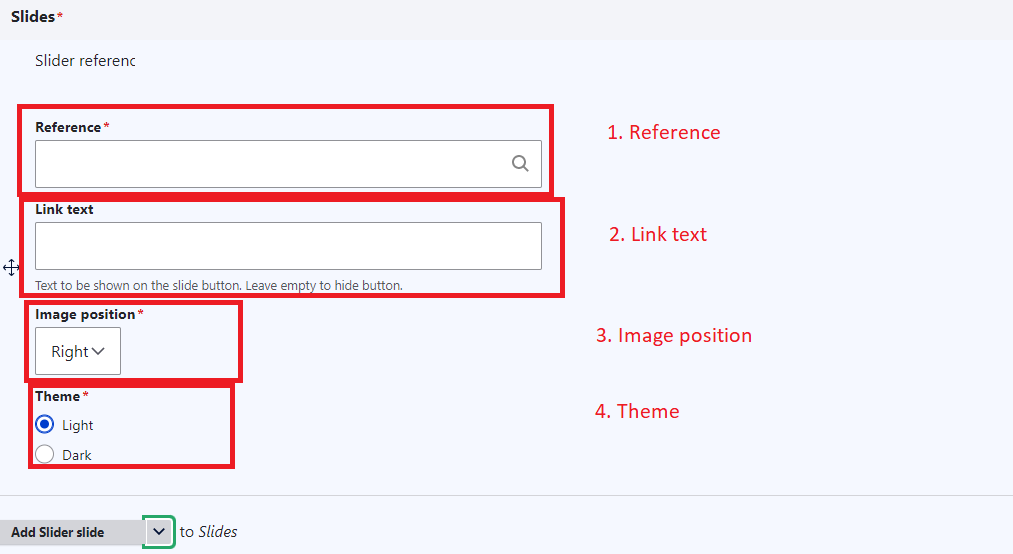 Slides*
Slider referenc
Reference*
1. Reference
Link text
2. Link text
Text to be shown on the slide button. Leave empty to hide button.
Image position*
3. Image position
Right
Theme*
4. Theme
Light
Dark
Add Slider slide to Slides